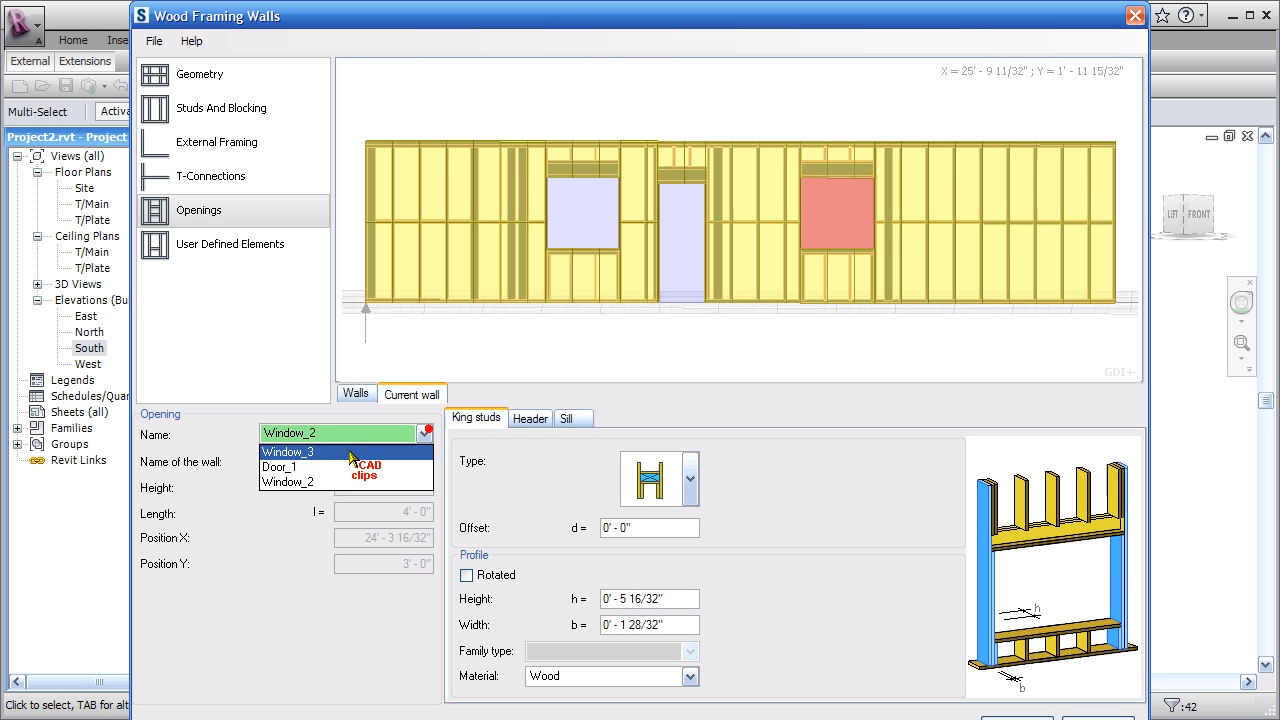 Wood Framing Walls
Home
Inse
File
Help
External
Extensions
Multi-Select
Activa
Project2.rvt - Project
Views (all)
Floor Plans
Site
T/Main
T/Plate
Ceiling Plans
T/Main
T/Plate
3D Views
Elevations (Bu
East
North
South
West
Legends
Schedules/Quan
Sheets (all)
Families
Groups
Revit Links
Click to select, TAB for alt
Geometry
Studs And Blocking
External Framing
T-Connections
Openings
User Defined Elements
X = 25' - 9 11/32" ; Y = 1' - 11 15/32"
GDI+
Walls
Current wall
Opening
Name:
Window_2
Window_3
Door_1
Window_2
CAD
clips
Name of the wall:
Height:
Length:
l =
4' - 0"
Position X:
24' - 3 16/32"
Position Y:
3' - 0"
King studs
Header
Sill
Type:
Offset:
d =
0' - 0"
Profile
Rotated
Height:
h =
0' - 5 16/32"
Width:
b =
0' - 1 28/32"
Family type:
Material:
Wood
h
b
LEFT
FRONT
:42